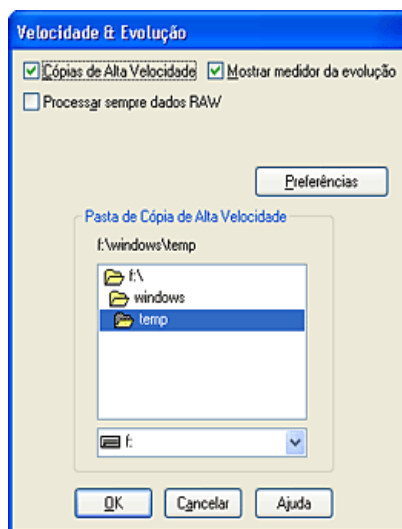 Velocidade & Evolução
Cópias de Alta Velocidade Mostrar medidor da evolução
Processar sempre dados RAW
Preferências
Pasta de Cópia de Alta Velocidade
f:\windows\temp
f:\
windows
temp
f:
OK Cancelar Ajuda